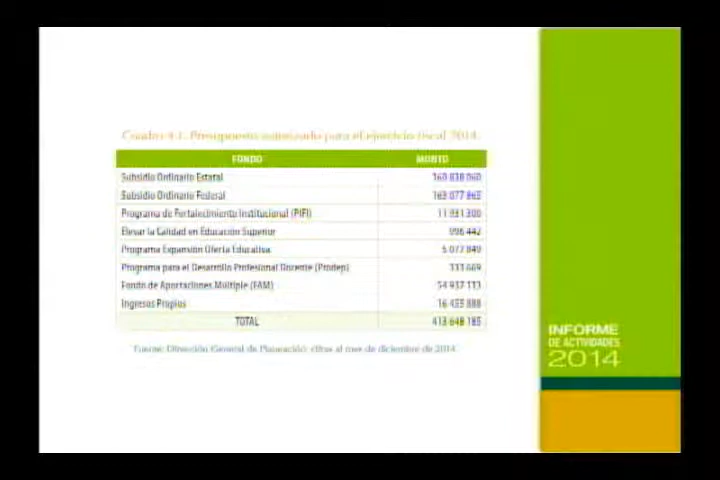 Cuadro 4.1. Presupuesto autorizado para el ejercicio fiscal 2014.
FONDO MONTO
Subsidio Ordinario Estatal 160 838 060
Subsidio Ordinario Federal 163 077 865
Programa de Fortalecimiento Institucional (PIFI) 11 931 300
Elevar la Calidad en Educación Superior 996 442
Programa Expansión Oferta Educativa 5 077 849
Programa para el Desarrollo Profesional Docente (Prodep) 333 669
Fondo de Aportaciones Múltiple (FAM) 54 937 113
Ingresos Propios 16 455 888
TOTAL 413 648 185
Fuente: Dirección General de Planeación, cifras al mes de diciembre de 2014.
INFORME
DE ACTIVIDADES
2014